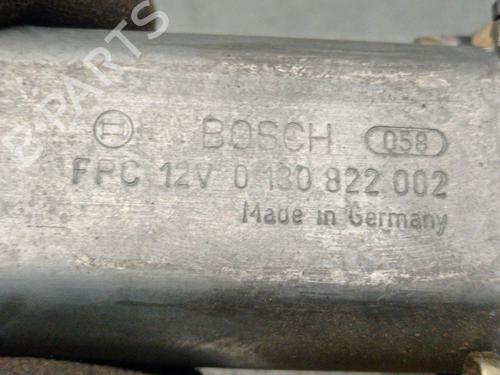 B-PARTS
BOSCH 058
FPC 12V 0 130 822 002
Made in Germany